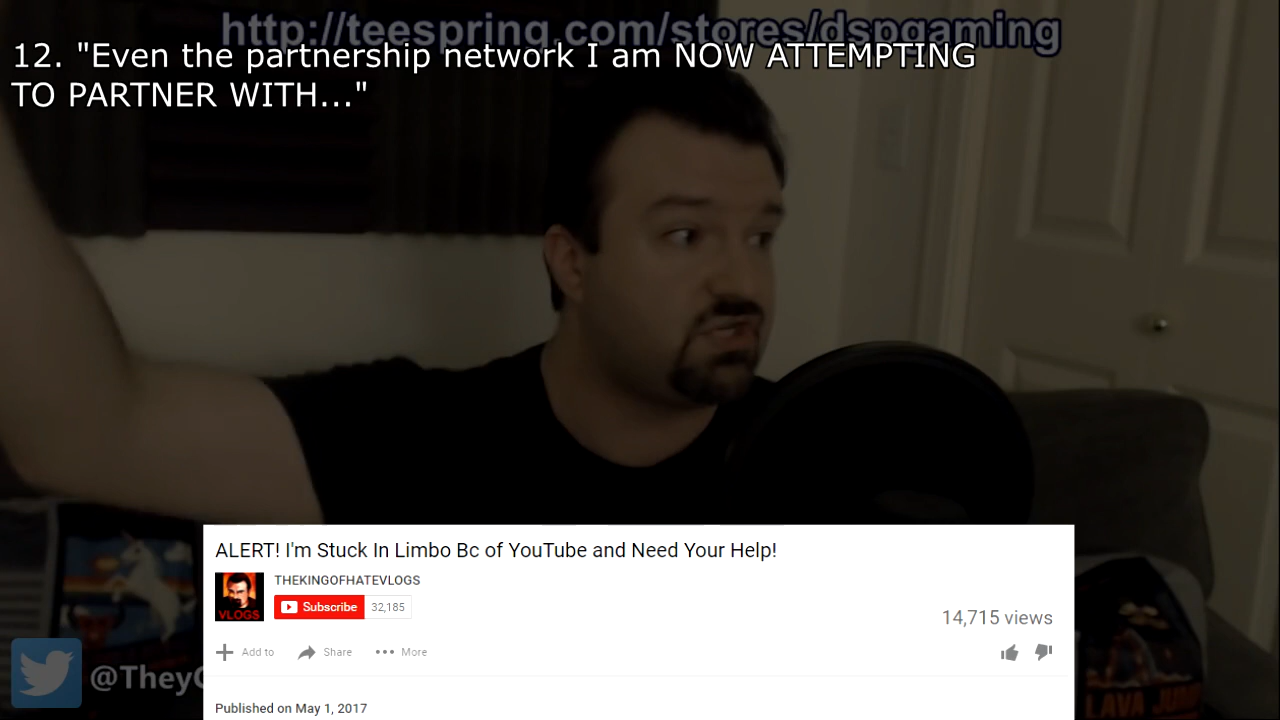 http://teespring.com/stores/dspgaming
12. "Even the partnership network I am NOW ATTEMPTING
TO PARTNER WITH..."
ALERT! I'm Stuck In Limbo Bc of YouTube and Need Your Help!
THEKINGOFHATEVLOGS
VLOGS
Subscribe 32,185
14,715 views
Add to Share More
@They
Published on May 1, 2017
LAVA